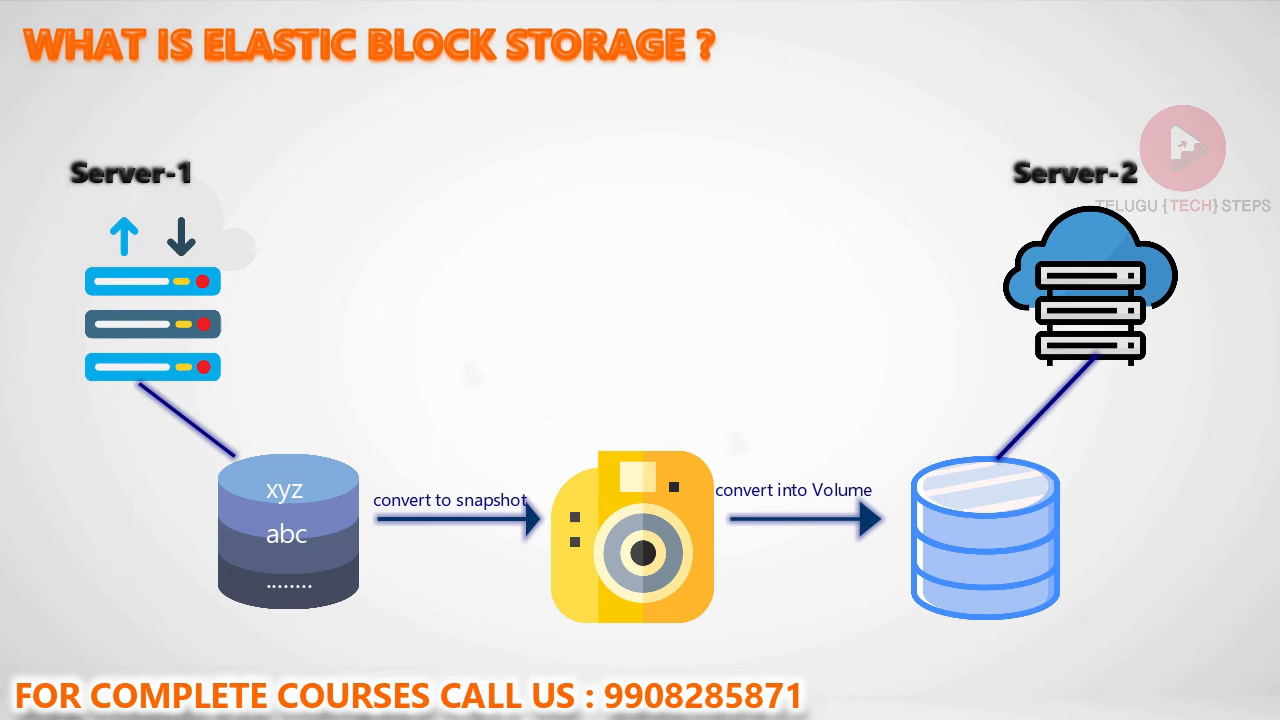 WHAT IS ELASTIC BLOCK STORAGE ?
Server-1
Server-2
TELUGU {TECH} STEPS
xyz
abc
........
convert to snapshot
convert into Volume
FOR COMPLETE COURSES CALL US : 9908285871